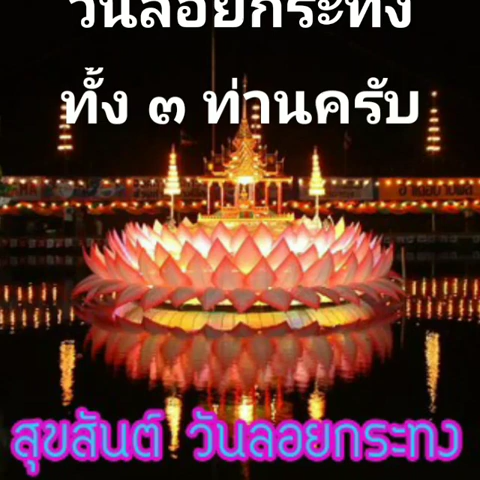 วันลอยกระทง
ทั้ง ๓ ท่านครับ
สุขสันต์ วันลอยกระทง